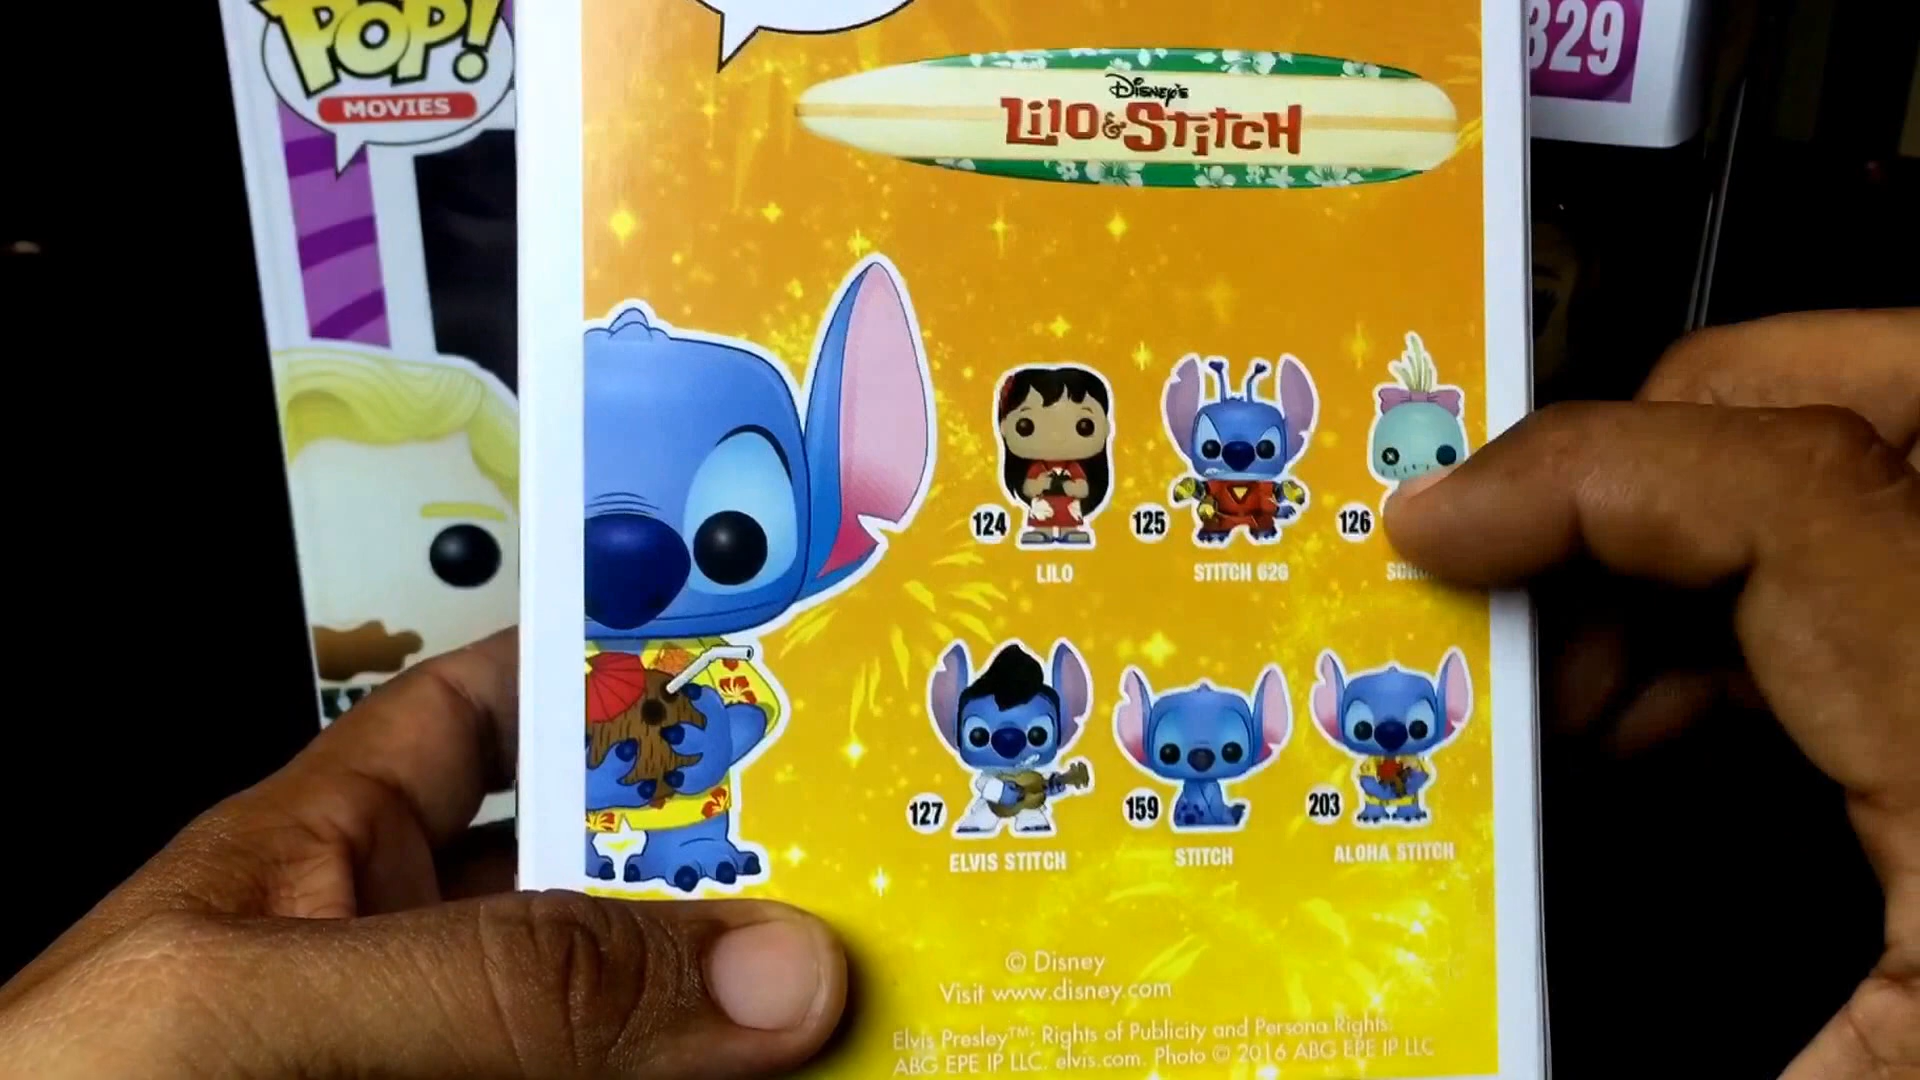 POP!
MOVIES
329
DISNEY'S
LILO & STITCH
124
LILO
125
STITCH 626
126
127
ELVIS STITCH
159
STITCH
203
ALOHA STITCH
© Disney
Visit www.disney.com
Elvis Presley™; Rights of Publicity and Persona Rights:
ABG EPE IP LLC. elvis.com. Photo © 2016 ABG EPE IP LLC